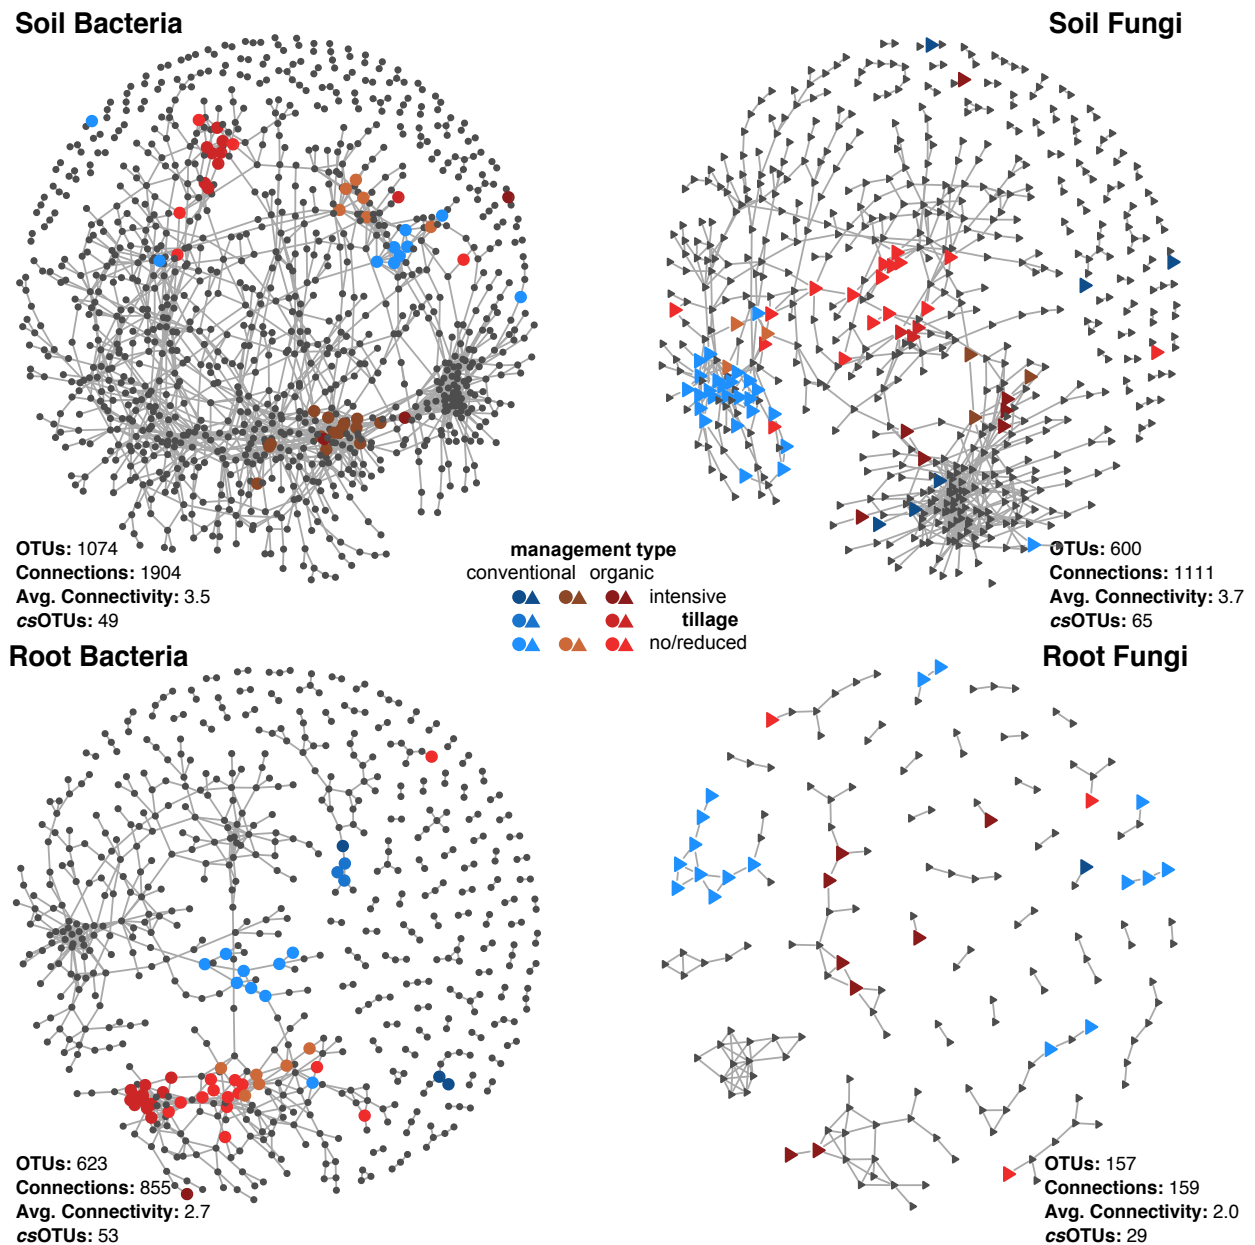 Soil Bacteria
Soil Fungi
OTUs: 1074
Connections: 1904
Avg. Connectivity: 3.5
csOTUs: 49
management type
conventional organic
intensive
tillage
no/reduced
OTUs: 600
Connections: 1111
Avg. Connectivity: 3.7
csOTUs: 65
Root Bacteria
Root Fungi
OTUs: 623
Connections: 855
Avg. Connectivity: 2.7
csOTUs: 53
OTUs: 157
Connections: 159
Avg. Connectivity: 2.0
csOTUs: 29